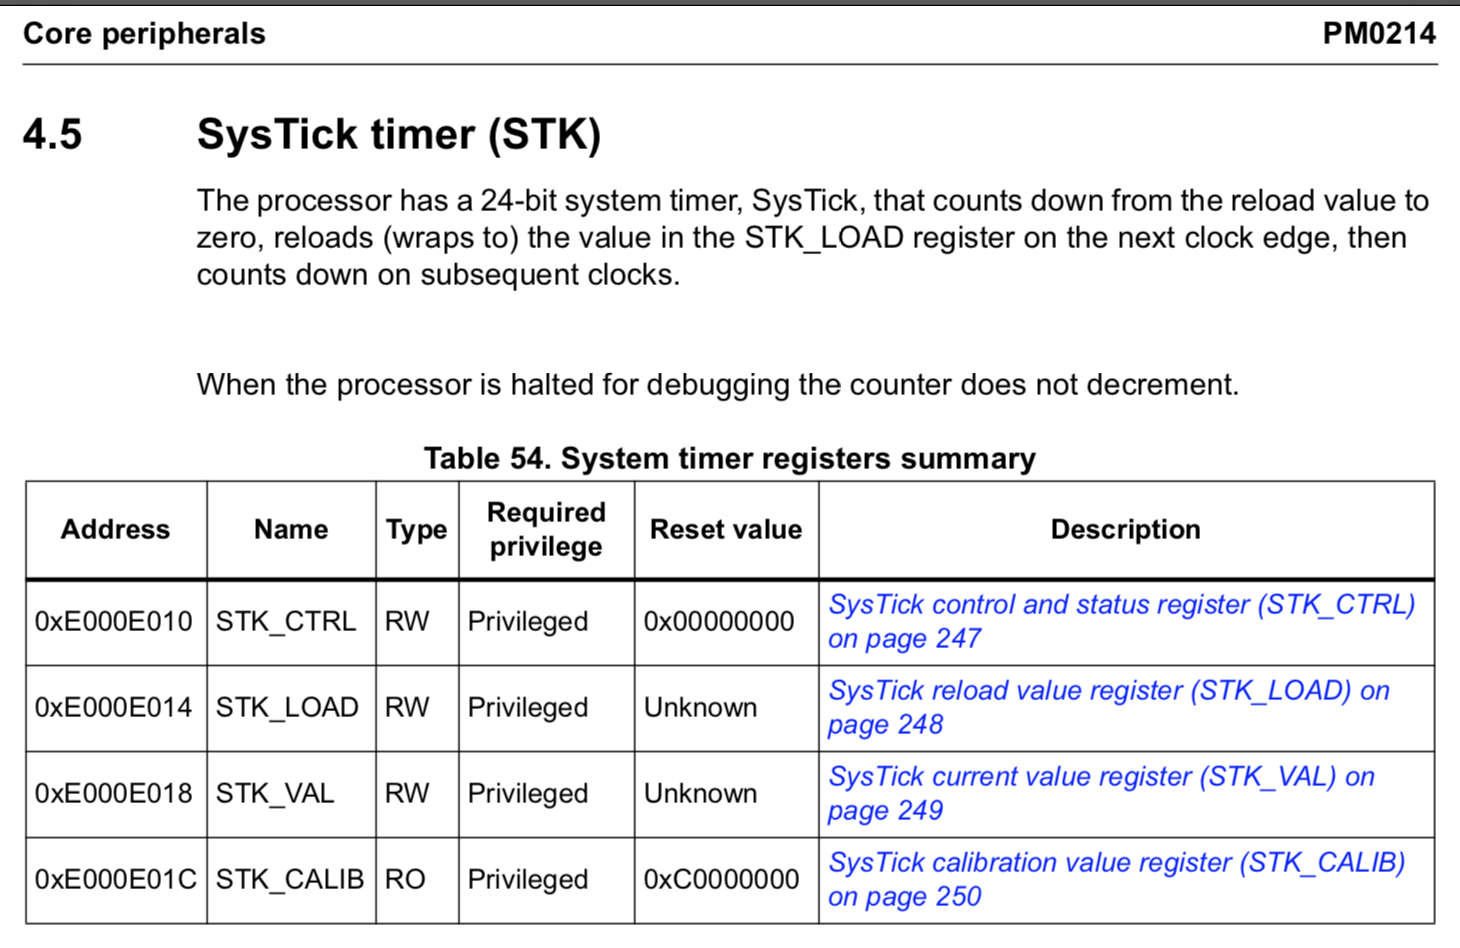 Core peripherals PM0214
4.5 SysTick timer (STK)
The processor has a 24-bit system timer, SysTick, that counts down from the reload value to
zero, reloads (wraps to) the value in the STK_LOAD register on the next clock edge, then
counts down on subsequent clocks.
When the processor is halted for debugging the counter does not decrement.
Table 54. System timer registers summary
Address Name Type Required privilege Reset value Description
0xE000E010 STK_CTRL RW Privileged 0x00000000 SysTick control and status register (STK_CTRL)
on page 247
0xE000E014 STK_LOAD RW Privileged Unknown SysTick reload value register (STK_LOAD) on
page 248
0xE000E018 STK_VAL RW Privileged Unknown SysTick current value register (STK_VAL) on
page 249
0xE000E01C STK_CALIB RO Privileged 0xC0000000 SysTick calibration value register (STK_CALIB)
on page 250